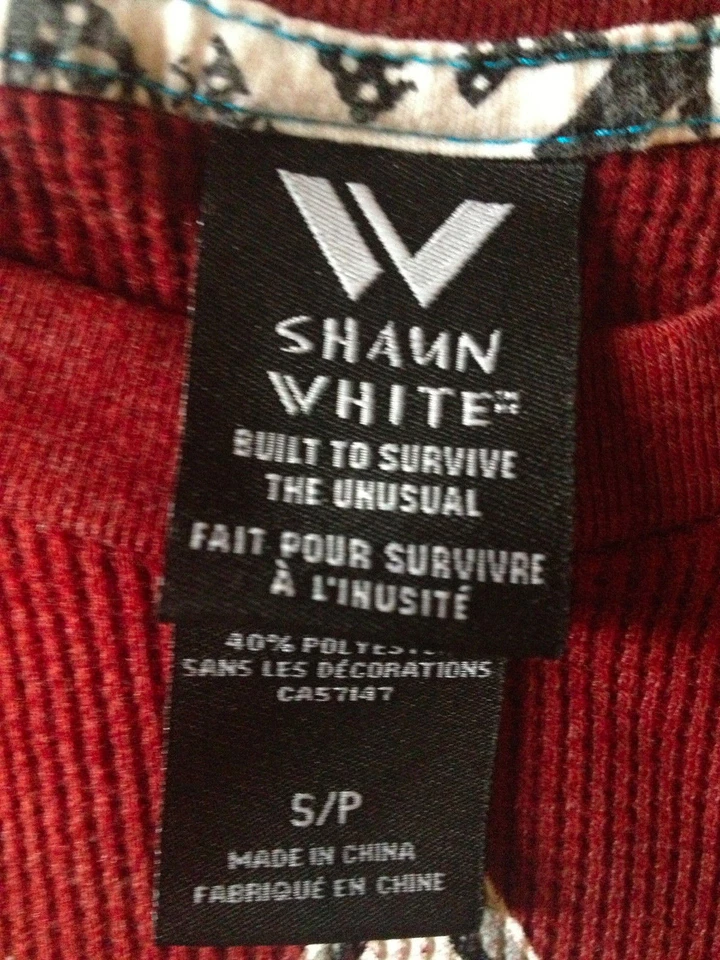 SHAUN
WHITE
BUILT TO SURVIVE
THE UNUSUAL
FAIT POUR SURVIVRE
À L'INUSITÉ
40%
SANS LES DÉCORATIONS
CA57147
S/P
MADE IN CHINA
FABRIQUÉ EN CHINE